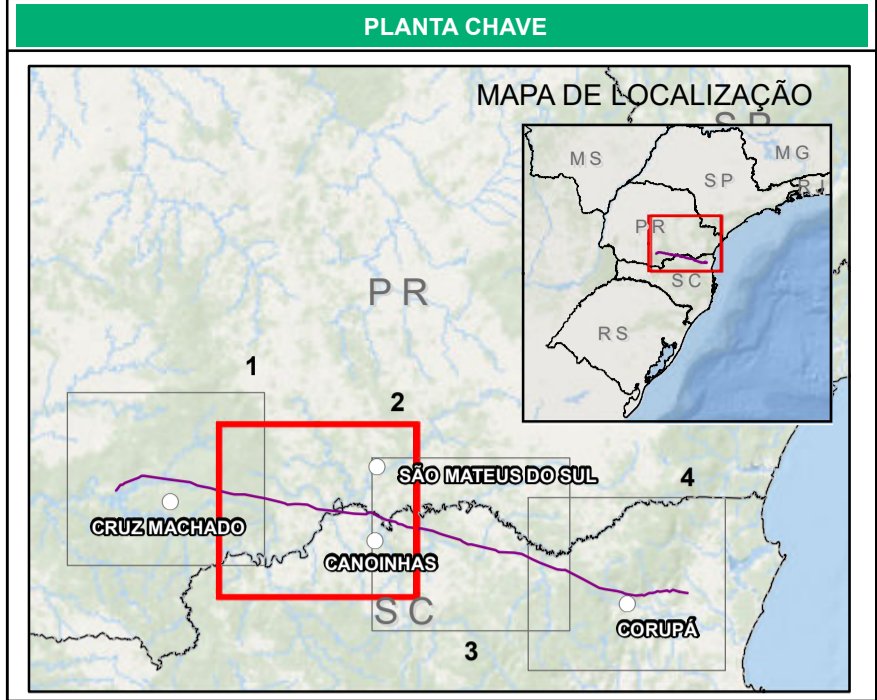 PLANTA CHAVE
MAPA DE LOCALIZAÇÃO
SP
MS
MG
SP
RJ
PR
SC
RS
PR
1
2
SÃO MATEUS DO SUL
4
CRUZ MACHADO
CANOINHAS
SC
CORUPÁ
3